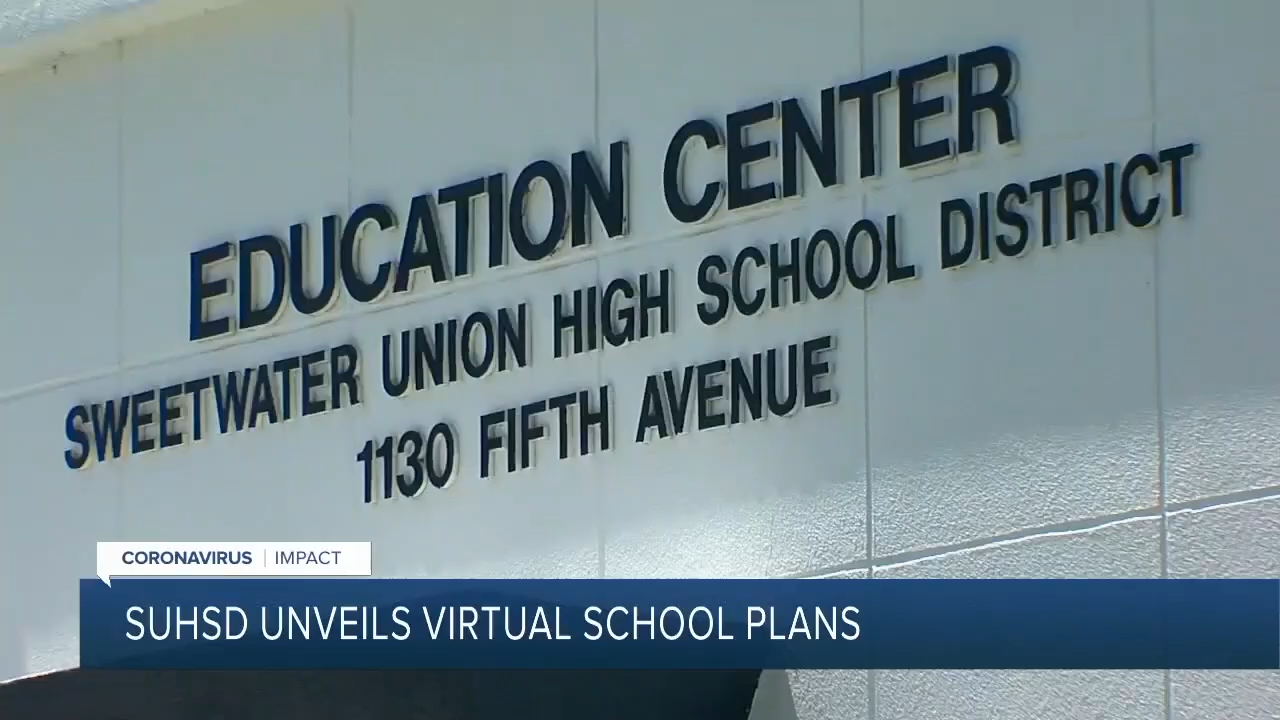 EDUCATION CENTER
SWEETWATER UNION HIGH SCHOOL DISTRICT
1130 FIFTH AVENUE
CORONAVIRUS | IMPACT
SUHSD UNVEILS VIRTUAL SCHOOL PLANS